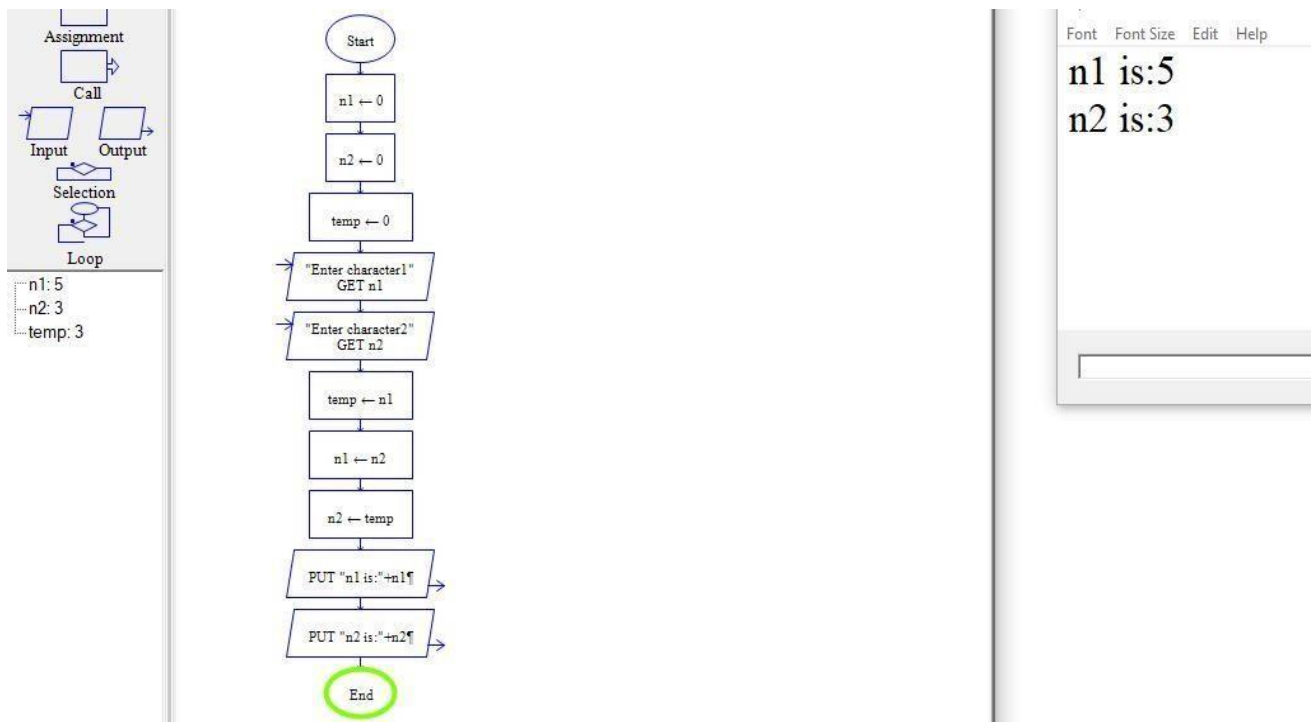 Assignment
Call
Input Output
Selection
Loop
n1: 5
n2: 3
temp: 3
Start
n1 ← 0
n2 ← 0
temp ← 0
"Enter character1"
GET n1
"Enter character2"
GET n2
temp ← n1
n1 ← n2
n2 ← temp
PUT "n1 is:"+n1¶
PUT "n2 is:"+n2¶
End
Font Font Size Edit Help
n1 is:5
n2 is:3